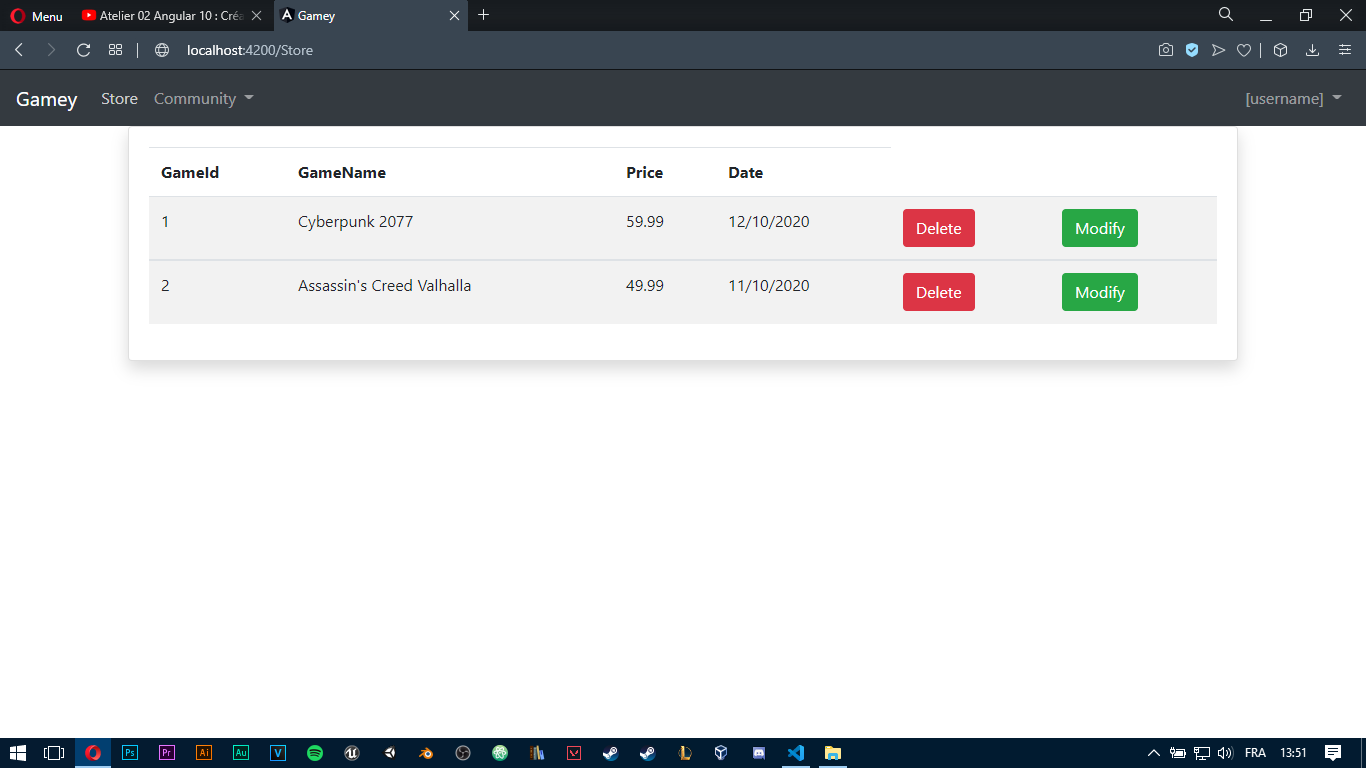 Menu
Atelier 02 Angular 10 : Cré
Gamey
localhost:4200/Store
Gamey Store Community [username]
GameId GameName Price Date
1 Cyberpunk 2077 59.99 12/10/2020 Delete Modify
2 Assassin's Creed Valhalla 49.99 11/10/2020 Delete Modify
Ps Pr Ai Au V FRA 13:51